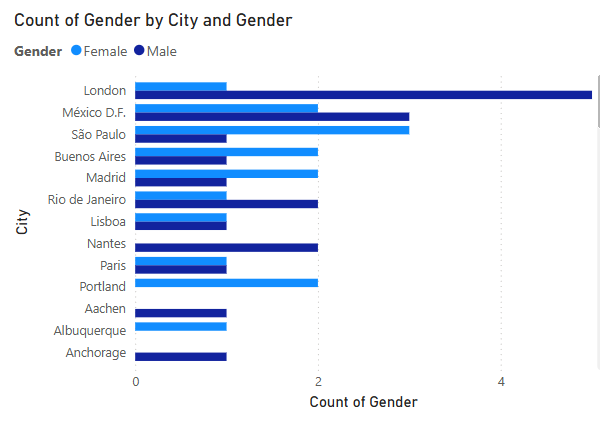 Count of Gender by City and Gender
Gender Female Male
London
México D.F.
São Paulo
Buenos Aires
Madrid
Rio de Janeiro
Lisboa
Nantes
Paris
Portland
Aachen
Albuquerque
Anchorage
City
0 2 4
Count of Gender